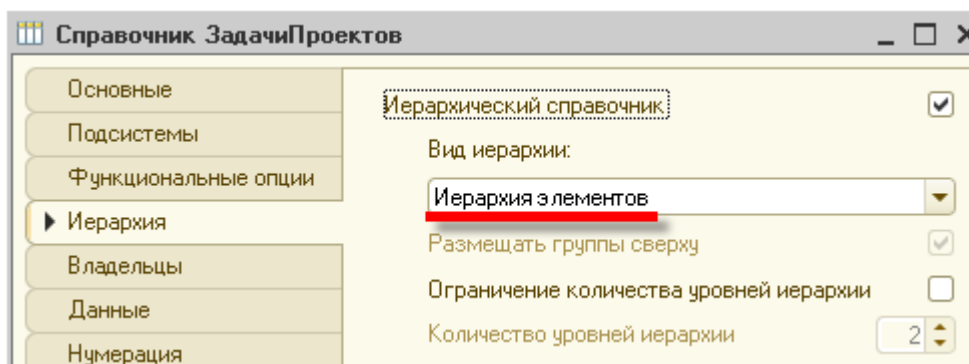 Справочник ЗадачиПроектов
Основные
Подсистемы
Функциональные опции
Иерархия
Владельцы
Данные
Нумерация
Иерархический справочник
Вид иерархии:
Иерархия элементов
Размещать группы сверху
Ограничение количества уровней иерархии
Количество уровней иерархии 2